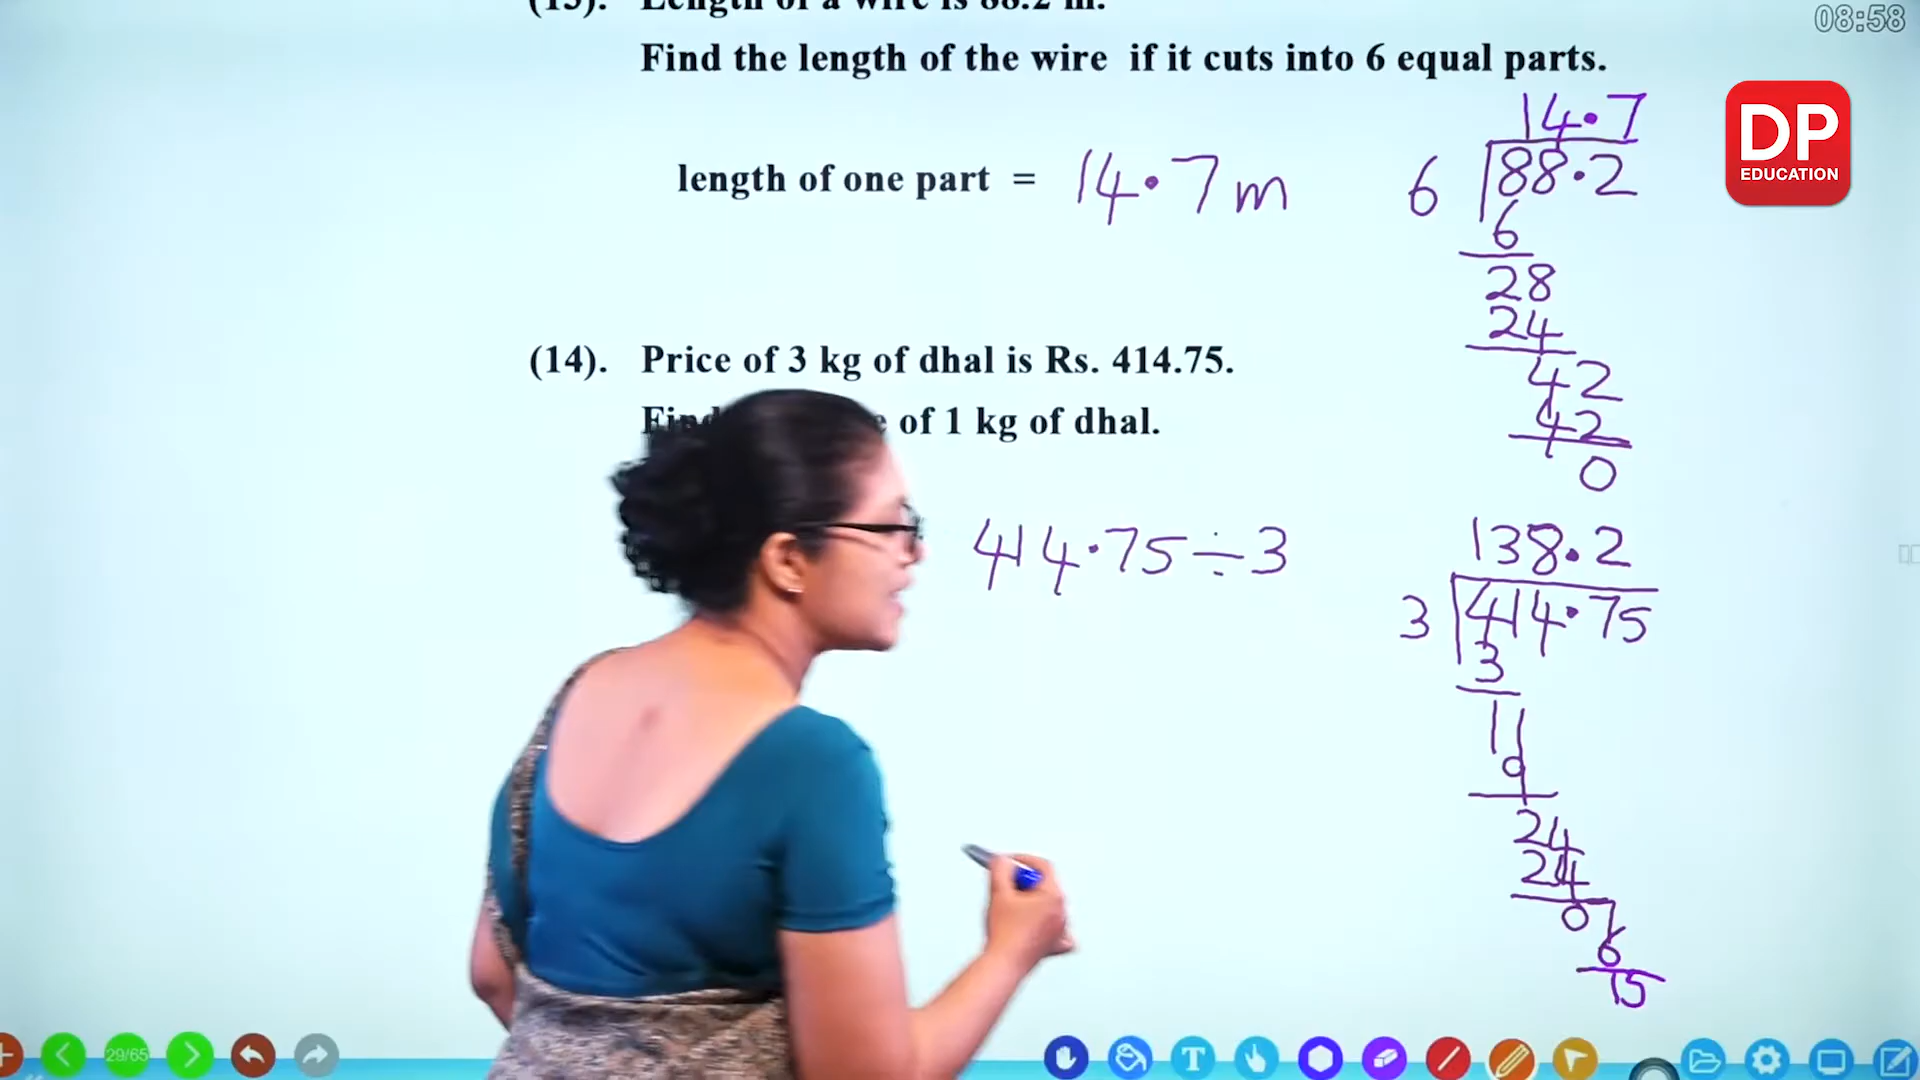 08:58
Find the length of the wire if it cuts into 6 equal parts.
14.7
length of one part = 14.7 m
6 88.2
6
28
24
42
42
0
DP
EDUCATION
(14). Price of 3 kg of dhal is Rs. 414.75.
of 1 kg of dhal.
414.75 ÷ 3
138.2
3 414.75
3
11
9
24
24
07
6
15
29/65
T